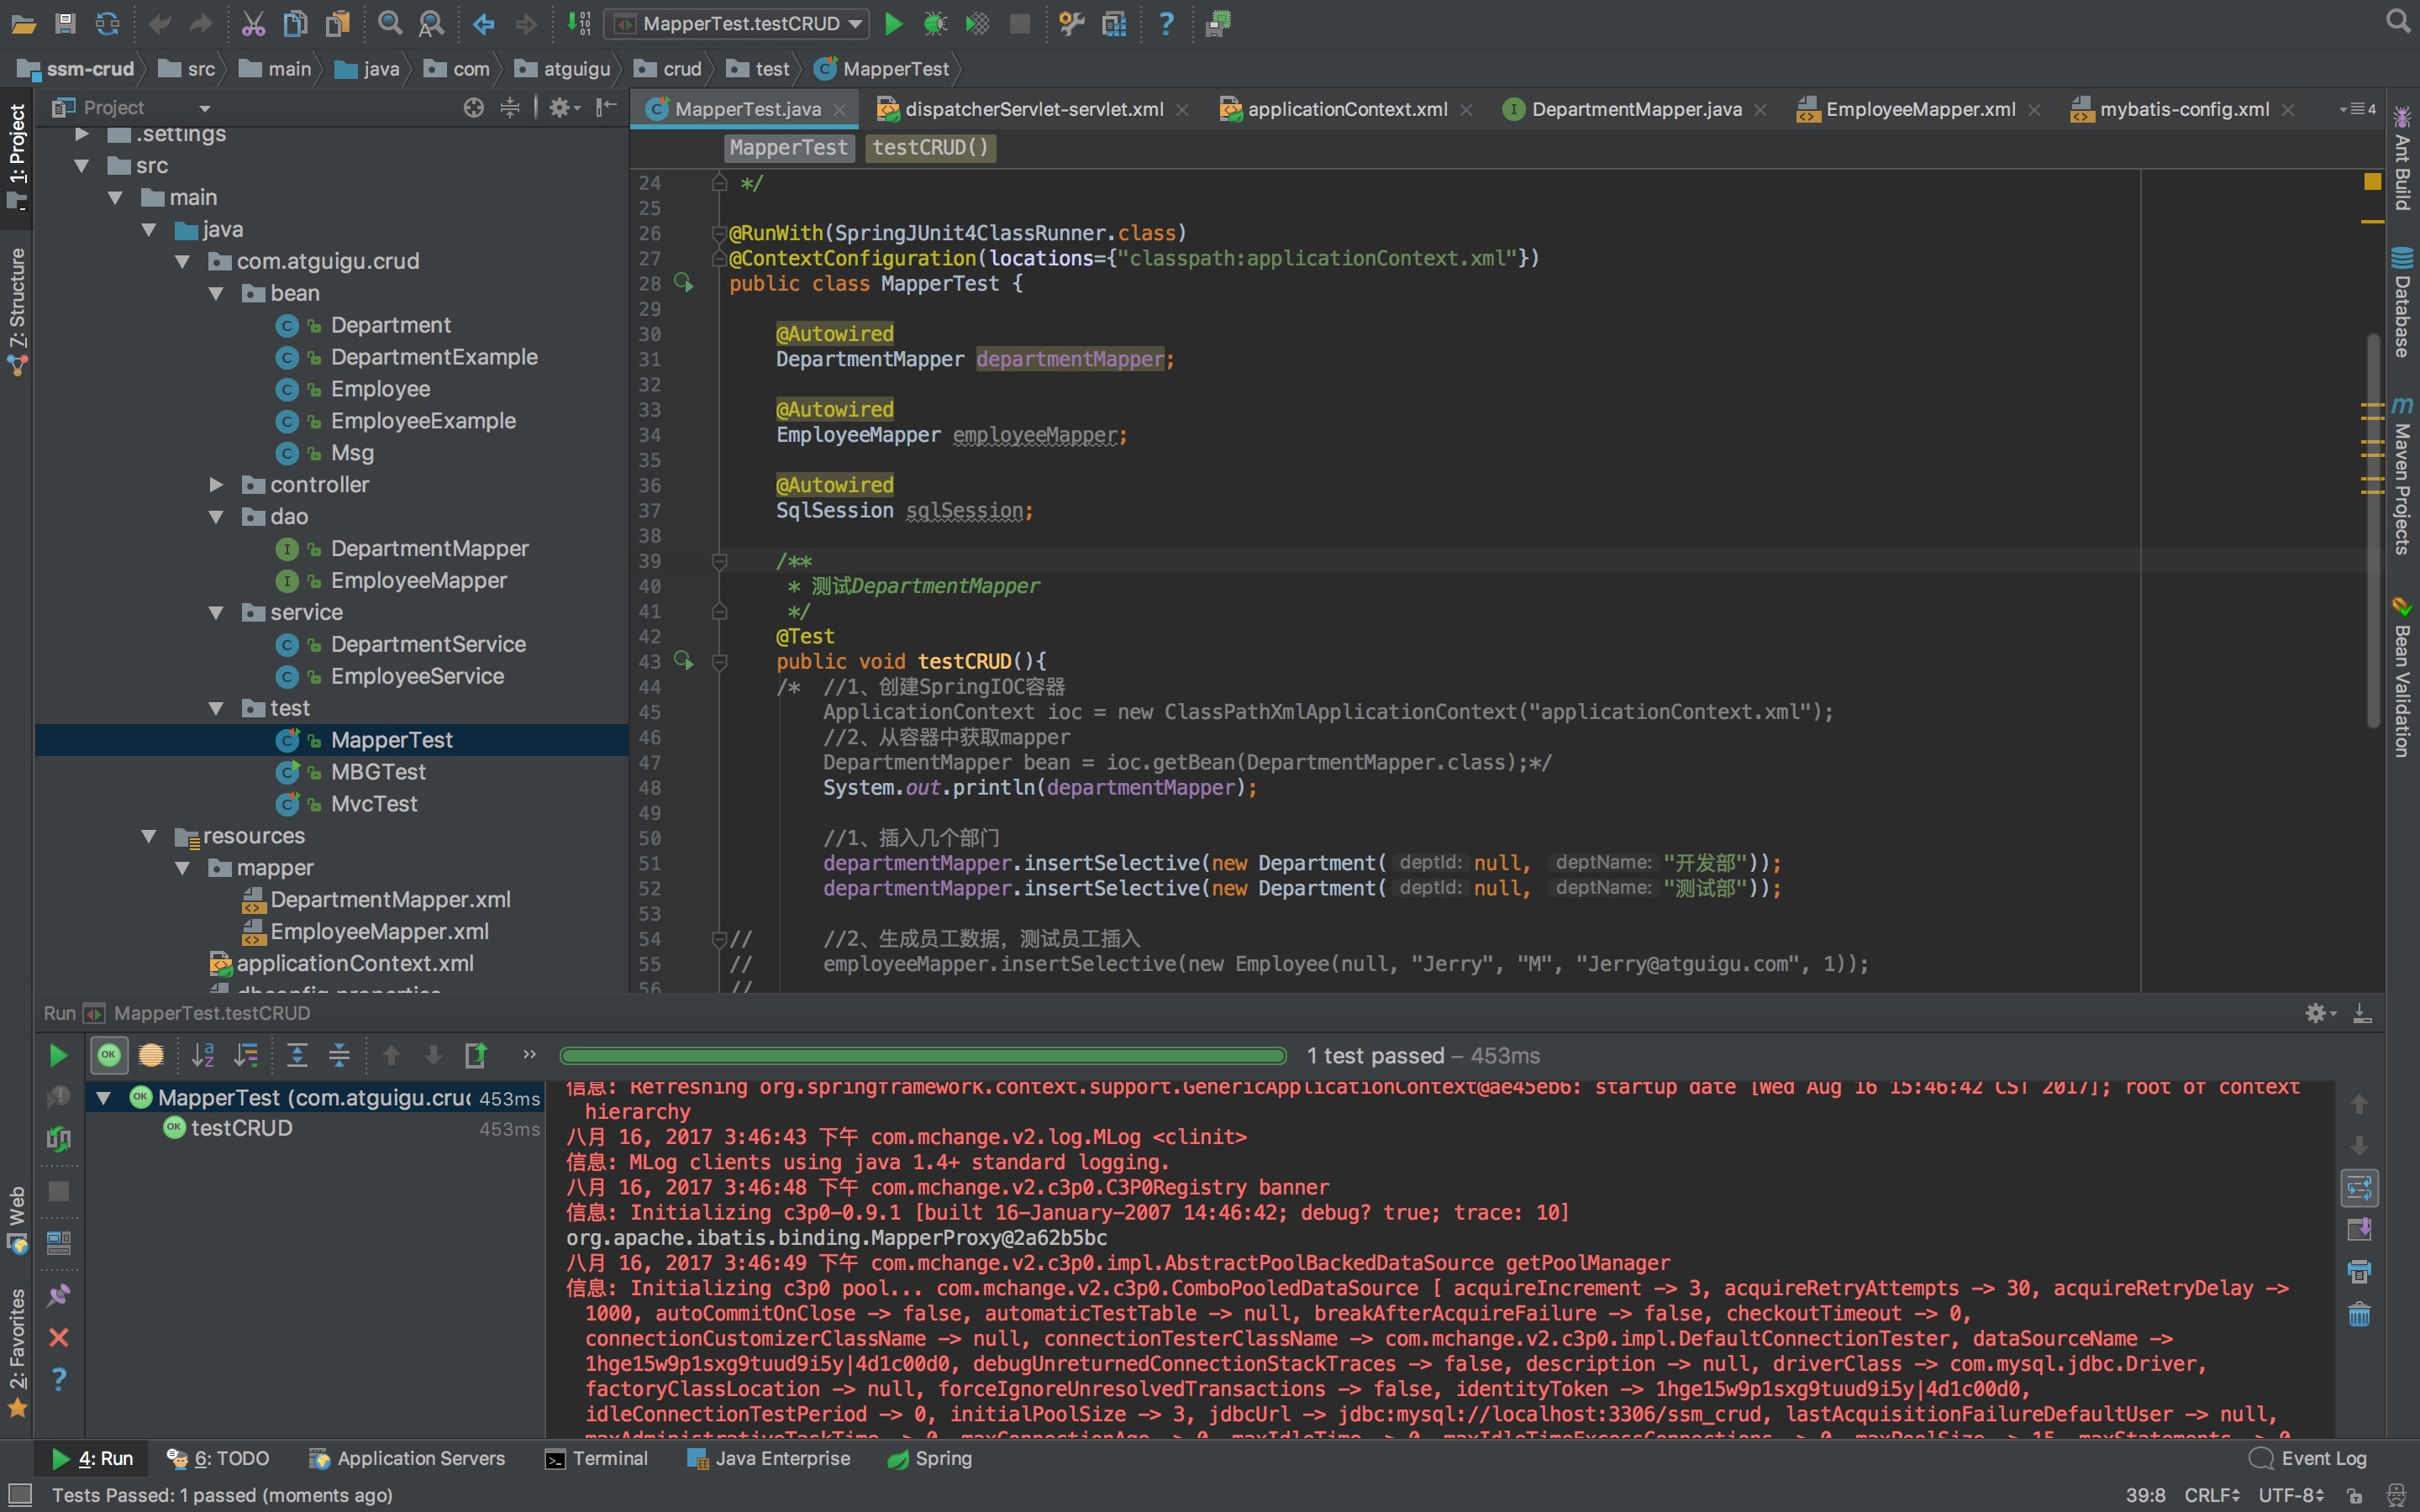 MapperTest.testCRUD
ssm-crud
src
main
java
com
atguigu
crud
test
MapperTest
1: Project
7: Structure
Web
2: Favorites
Project
.settings
src
main
java
com.atguigu.crud
bean
Department
DepartmentExample
Employee
EmployeeExample
Msg
controller
dao
DepartmentMapper
EmployeeMapper
service
DepartmentService
EmployeeService
test
MapperTest
MBGTest
MvcTest
resources
mapper
DepartmentMapper.xml
EmployeeMapper.xml
applicationContext.xml
dbconfig.properties
MapperTest.java
dispatcherServlet-servlet.xml
applicationContext.xml
DepartmentMapper.java
EmployeeMapper.xml
mybatis-config.xml
4
MapperTest
testCRUD()
24 */
25
26 @RunWith(SpringJUnit4ClassRunner.class)
27 @ContextConfiguration(locations={"classpath:applicationContext.xml"})
28 public class MapperTest {
29
30 @Autowired
31 DepartmentMapper departmentMapper;
32
33 @Autowired
34 EmployeeMapper employeeMapper;
35
36 @Autowired
37 SqlSession sqlSession;
38
39 /**
40 * 测试DepartmentMapper
41 */
42 @Test
43 public void testCRUD(){
44 /* //1、创建SpringIOC容器
45 ApplicationContext ioc = new ClassPathXmlApplicationContext("applicationContext.xml");
46 //2、从容器中获取mapper
47 DepartmentMapper bean = ioc.getBean(DepartmentMapper.class);*/
48 System.out.println(departmentMapper);
49
50 //1、插入几个部门
51 departmentMapper.insertSelective(new Department( deptId: null, deptName: "开发部"));
52 departmentMapper.insertSelective(new Department( deptId: null, deptName: "测试部"));
53
54 // //2、生成员工数据，测试员工插入
55 // employeeMapper.insertSelective(new Employee(null, "Jerry", "M", "Jerry@atguigu.com", 1));
56 //
Ant Build
Database
Maven Projects
Bean Validation
Run MapperTest.testCRUD
1 test passed – 453ms
MapperTest (com.atguigu.cruc 453ms
testCRUD 453ms
信息: Refreshing org.springframework.context.support.GenericApplicationContext@ae45eb6: startup date [Wed Aug 16 15:46:42 CST 2017]; root of context
hierarchy
八月 16, 2017 3:46:43 下午 com.mchange.v2.log.MLog <clinit>
信息: MLog clients using java 1.4+ standard logging.
八月 16, 2017 3:46:48 下午 com.mchange.v2.c3p0.C3P0Registry banner
信息: Initializing c3p0-0.9.1 [built 16-January-2007 14:46:42; debug? true; trace: 10]
org.apache.ibatis.binding.MapperProxy@2a62b5bc
八月 16, 2017 3:46:49 下午 com.mchange.v2.c3p0.impl.AbstractPoolBackedDataSource getPoolManager
信息: Initializing c3p0 pool... com.mchange.v2.c3p0.ComboPooledDataSource [ acquireIncrement -> 3, acquireRetryAttempts -> 30, acquireRetryDelay ->
1000, autoCommitOnClose -> false, automaticTestTable -> null, breakAfterAcquireFailure -> false, checkoutTimeout -> 0,
connectionCustomizerClassName -> null, connectionTesterClassName -> com.mchange.v2.c3p0.impl.DefaultConnectionTester, dataSourceName ->
1hge15w9p1sxg9tuud9i5y|4d1c00d0, debugUnreturnedConnectionStackTraces -> false, description -> null, driverClass -> com.mysql.jdbc.Driver,
factoryClassLocation -> null, forceIgnoreUnresolvedTransactions -> false, identityToken -> 1hge15w9p1sxg9tuud9i5y|4d1c00d0,
idleConnectionTestPeriod -> 0, initialPoolSize -> 3, jdbcUrl -> jdbc:mysql://localhost:3306/ssm_crud, lastAcquisitionFailureDefaultUser -> null,
maxAdministrativeTaskTime -> 0, maxConnectionAge -> 0, maxIdleTime -> 0, maxIdleTimeExcessConnections -> 0, maxPoolSize -> 15, maxStatements -> 0
4: Run
6: TODO
Application Servers
Terminal
Java Enterprise
Spring
Event Log
Tests Passed: 1 passed (moments ago)
39:8
CRLF
UTF-8